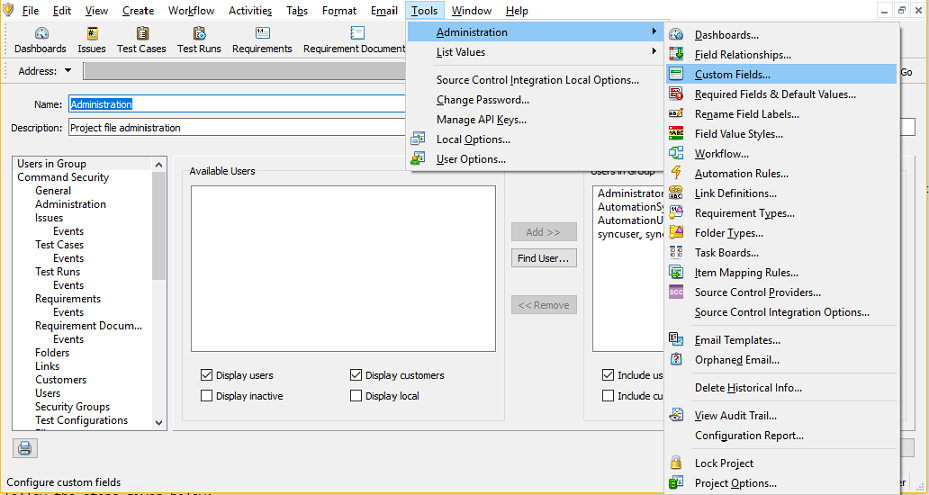 File Edit View Create Workflow Activities Tabs Format Email Tools Window Help
Dashboards Issues Test Cases Test Runs Requirements Requirement Document
Address: Go
Name: Administration
Description: Project file administration
Users in Group
Command Security
General
Administration
Issues
Events
Test Cases
Events
Test Runs
Events
Requirements
Events
Requirement Docum...
Events
Folders
Links
Customers
Users
Security Groups
Test Configurations
Available Users
Add >>
Find User...
<< Remove
Display users
Display customers
Display inactive
Display local
Users in Group
Administrator
AutomationSy
AutomationU
syncuser, sync
Include us
Include cu
Administration
List Values
Source Control Integration Local Options...
Change Password...
Manage API Keys...
Local Options...
User Options...
Dashboards...
Field Relationships...
Custom Fields...
Required Fields & Default Values...
Rename Field Labels...
Field Value Styles...
Workflow...
Automation Rules...
Link Definitions...
Requirement Types...
Folder Types...
Task Boards...
Item Mapping Rules...
Source Control Providers...
Source Control Integration Options...
Email Templates...
Orphaned Email...
Delete Historical Info...
View Audit Trail...
Configuration Report...
Lock Project
Project Options...
Configure custom fields